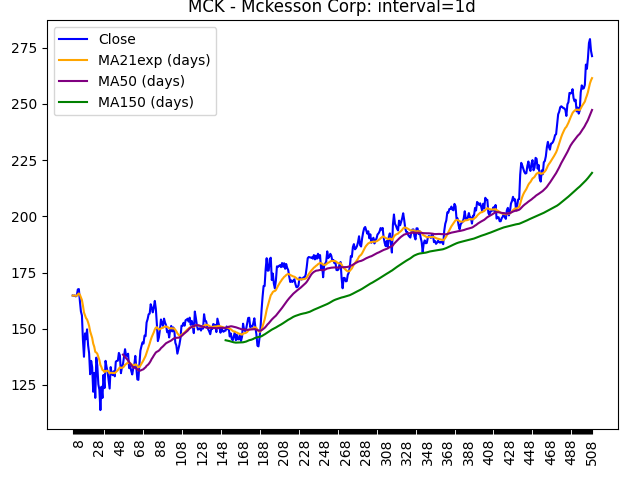 MCK - Mckesson Corp: interval=1d
Close
MA21exp (days)
MA50 (days)
MA150 (days)
275
250
225
200
175
150
125
8 28 48 68 88 108 128 148 168 188 208 228 248 268 288 308 328 348 368 388 408 428 448 468 488 508